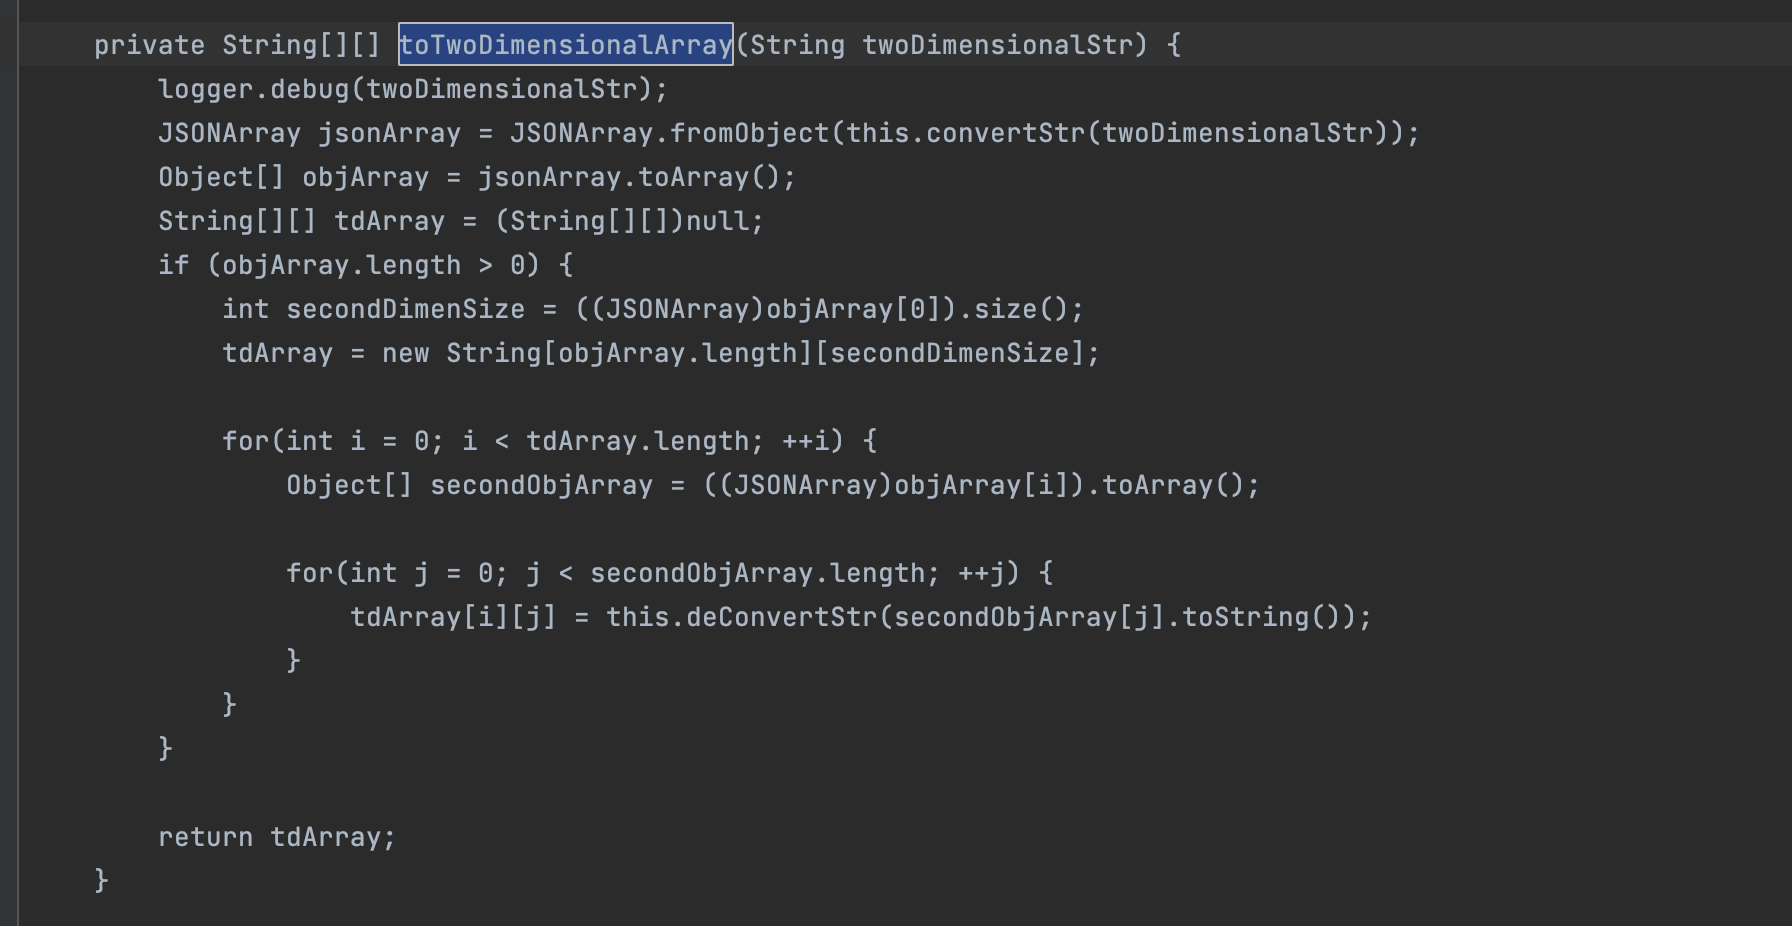 private String[][] toTwoDimensionalArray(String twoDimensionalStr) {
    logger.debug(twoDimensionalStr);
    JSONArray jsonArray = JSONArray.fromObject(this.convertStr(twoDimensionalStr));
    Object[] objArray = jsonArray.toArray();
    String[][] tdArray = (String[][])null;
    if (objArray.length > 0) {
        int secondDimenSize = ((JSONArray)objArray[0]).size();
        tdArray = new String[objArray.length][secondDimenSize];

        for(int i = 0; i < tdArray.length; ++i) {
            Object[] secondObjArray = ((JSONArray)objArray[i]).toArray();

            for(int j = 0; j < secondObjArray.length; ++j) {
                tdArray[i][j] = this.deConvertStr(secondObjArray[j].toString());
            }
        }
    }

    return tdArray;
}